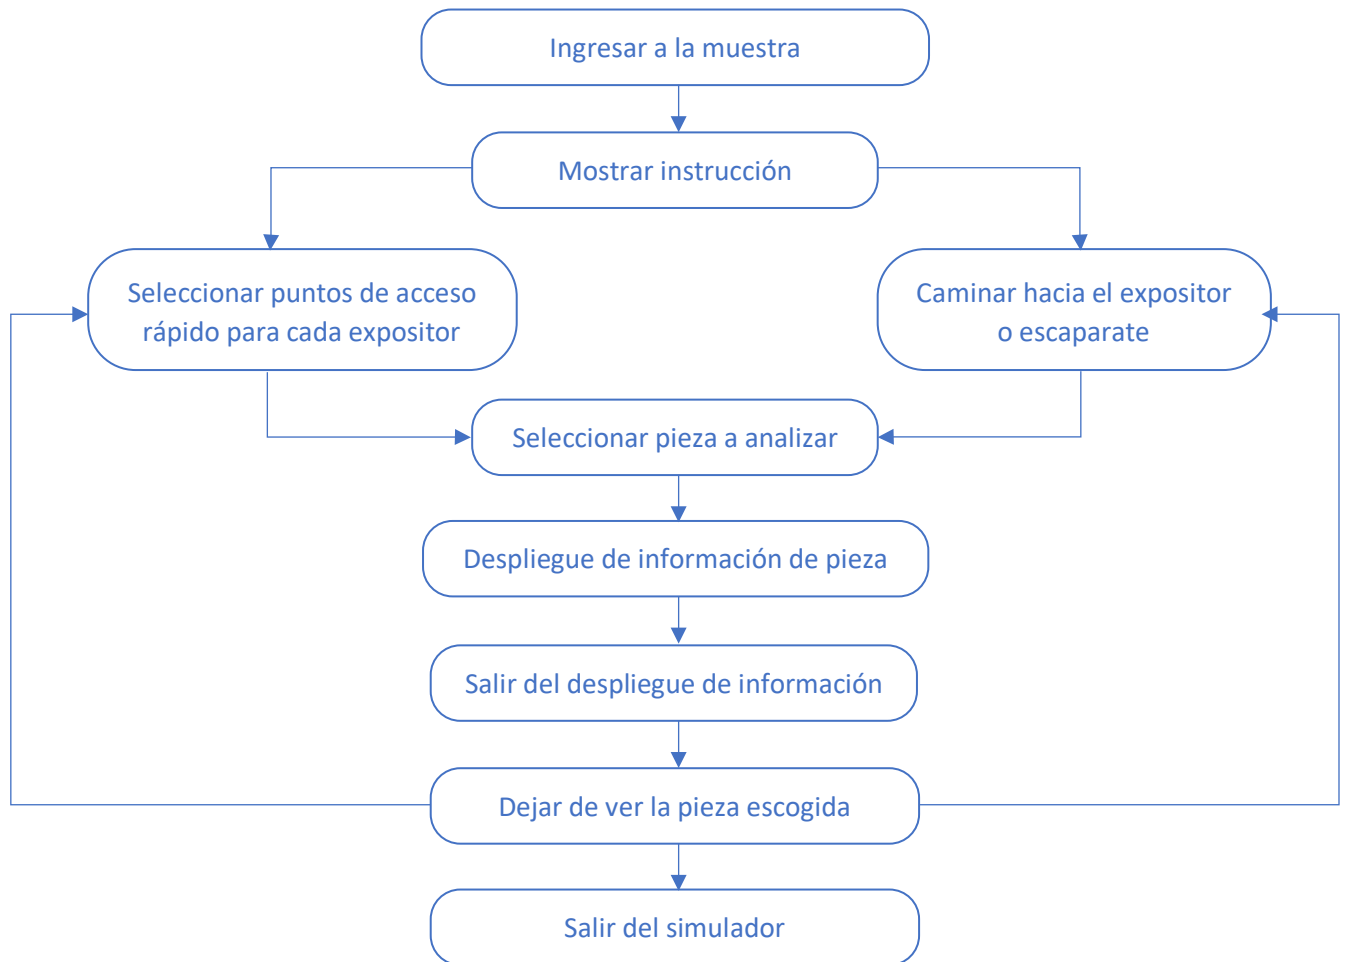 Ingresar a la muestra
Mostrar instrucción
Seleccionar puntos de acceso
rápido para cada expositor
Caminar hacia el expositor
o escaparate
Seleccionar pieza a analizar
Despliegue de información de pieza
Salir del despliegue de información
Dejar de ver la pieza escogida
Salir del simulador